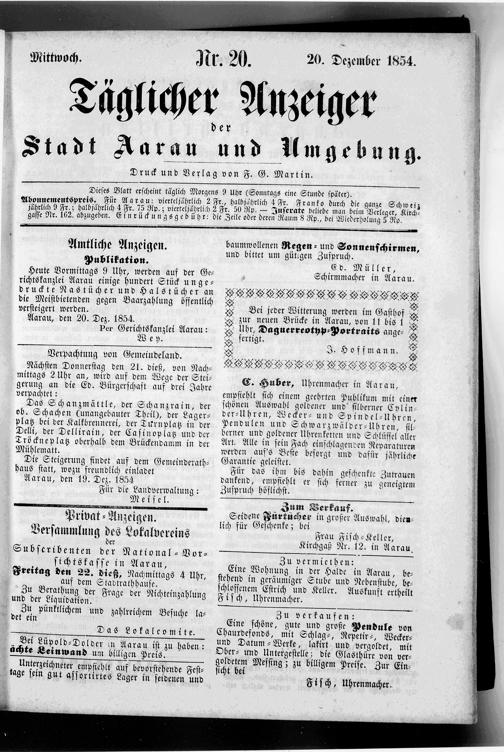 Mittwoch.
Nr. 20.
20. Dezember 1854.
Täglicher Anzeiger
der
Stadt Aarau und Umgebung.
Druck und Verlag von F. G. Martin.
Dieses Blatt erscheint täglich Morgens 9 Uhr (Sonntags eine Stunde später).
Abonnementspreis. Für Aarau: vierteljährlich 2 Fr., halbjährlich 4 Fr. Franko durch die ganze Schweiz
jährlich 9 Fr.; halbjährlich 4 Fr. 75 Rp.; vierteljährlich 2 Fr. 50 Rp. — Inserate beliebe man beim Verleger, Kirch-
gasse Nr. 162. abzugeben. Einrückungsgebühr: die Zeile oder deren Raum 8 Rp., bei Wiederholung 5 Rp.
Amtliche Anzeigen.
Publikation.
Heute Vormittags 9 Uhr, werden auf der Ge-
richtskanzlei Aarau einige hundert Stück unge-
druckte Nastücher und Halstücher an
die Meistbietenden gegen Baarzahlung öffentlich
versteigert werden.
Aarau, den 20. Dez. 1854.
Per Gerichtskanzlei Aarau:
Wey.
Verpachtung von Gemeindeland.
Nächsten Donnerstag den 21. dieß, von Nach-
mittags 2 Uhr an, wird auf dem Wege der Stei-
gerung an die Ed. Bürgerschaft auf drei Jahre
verpachtet:
Das Schanzmättle, der Schanzrain, der
ob. Schachen (unangebauter Theil), der Lager-
platz bei der Kalbrennerei, der Türnplatz in der
Telli, der Tellirain, der Casinoplatz und der
Tröckneplatz oberhalb dem Brückendamm in der
Mühlematt.
Die Steigerung findet auf dem Gemeinderath-
haus statt, wozu freundlich einladet
Aarau, den 19. Dez. 1854
Für die Landverwaltung:
Meisel.
Privat-Anzeigen.
Versammlung des Lokalvereins
der
Subscribenten der National-Vor-
sichtskasse in Aarau,
Freitag den 22. dieß, Nachmittags 4 Uhr,
auf dem Stadtrathhause.
Zu Berathung der Frage der Nichteinzahlung
und der Liquidation.
Zu pünktlichem und zahlreichem Besuche la-
det ein
Das Lokalcomite.
Bei Lüpold-Dolder in Aarau ist zu haben:
ächte Leinwand um billigen Preis.
Unterzeichneter empfiehlt auf bevorstehende Fest-
tage sein gut assortirtes Lager in seidenen und
baumwollenen Regen- und Sonnenschirmen,
und bittet um gütigen Zuspruch.
Ed. Müller,
Schirmmacher in Aarau.
Bei jeder Witterung werden im Gasthof
zur neuen Brücke in Aarau, von 11 bis 1
Uhr, Daguerreotyp-Portraits ange-
fertigt.
J. Hoffmann.
C. Huber, Uhrenmacher in Aarau,
empfiehlt sich einem geehrten Publikum mit einer
schönen Auswahl goldener und silberner Cylin-
der-Uhren, Wecker- und Spindel-Uhren,
Pendulen und Schwarzwälder-Uhren, sil-
berner und goldener Uhrenketten und Schlüssel aller
Art. Alle in sein Fach einschlagenden Reparaturen
werden auf's Beste besorgt und dafür jährliche
Garantie geleistet.
Für das ihm bis dahin geschenkte Zutrauen
dankend, empfiehlt er sich ferner zu geneigtem
Zuspruch höflichst.
Zum Verkauf.
Seidene Fürtücher in großer Auswahl, dien-
lich für Geschenke; bei
Frau Fisch-Keller,
Kirchgaß Nr. 12. in Aarau.
Zu vermiethen:
Eine Wohnung in der Halde in Aarau, be-
stehend in geräumiger Stube und Nebenstube, be-
schlossenem Estrich und Keller. Auskunft ertheilt
Fisch, Uhrenmacher.
Zu verkaufen:
Eine schöne, gute und große Pendule von
Chauxdefonds, mit Schlag-, Repetir-, Wecker-
und Datum-Werke, lakirt und vergoldet, mit
Ober- und Untergestelle; die Glasthüre von ver-
goldetem Messing; zu billigem Preise. Zur Ein-
sicht bei
Fisch, Uhrenmacher.